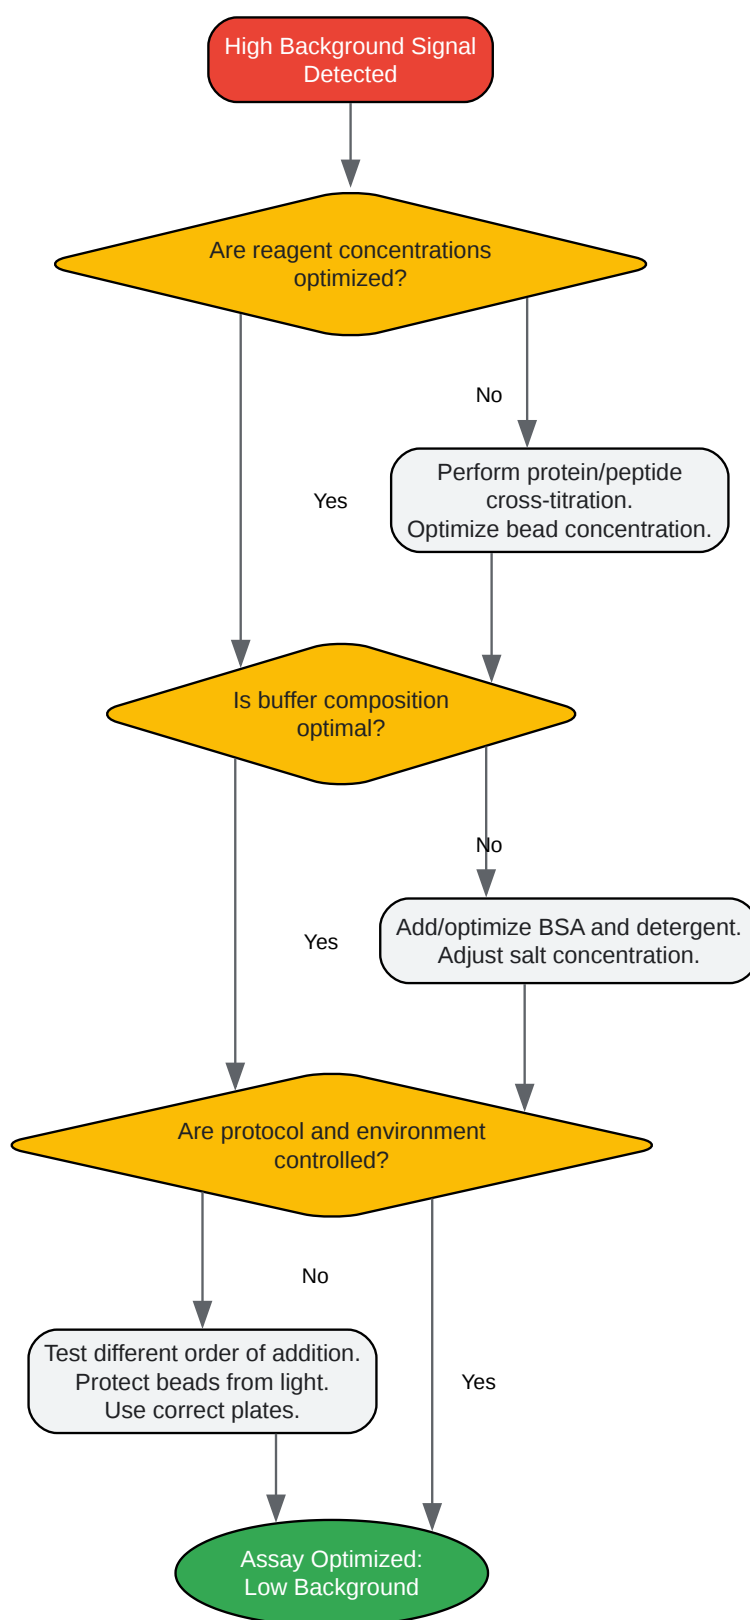 High Background Signal
Detected
Are reagent concentrations
optimized?
No
Perform protein/peptide
cross-titration.
Optimize bead concentration.
Yes
Is buffer composition
optimal?
No
Add/optimize BSA and detergent.
Adjust salt concentration.
Yes
Are protocol and environment
controlled?
No
Test different order of addition.
Protect beads from light.
Use correct plates.
Yes
Assay Optimized:
Low Background